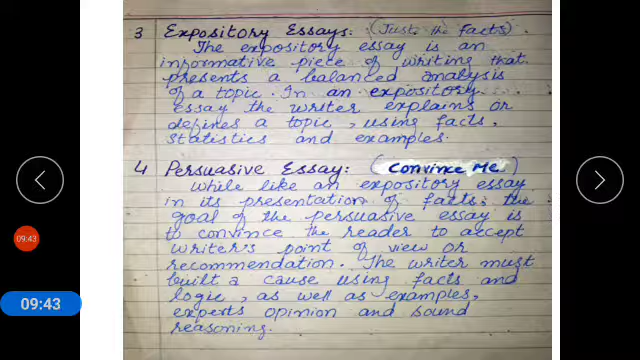 3 Expository Essays: (Just the Facts).
The expository essay is an
informative piece of writing that
presents a balanced analysis
of a topic. In an expository
essay the writer explains or
defines a topic, using facts,
statistics and examples.
4 Persuasive Essay: (Convince Me)
While like an expository essay
in its presentation of facts, the
goal of the persuasive essay is
to convince the reader to accept
writer's point of view or
recommendation. The writer must
built a cause using facts and
logic, as well as examples,
experts opinion and sound
reasoning.
09:43
09:43